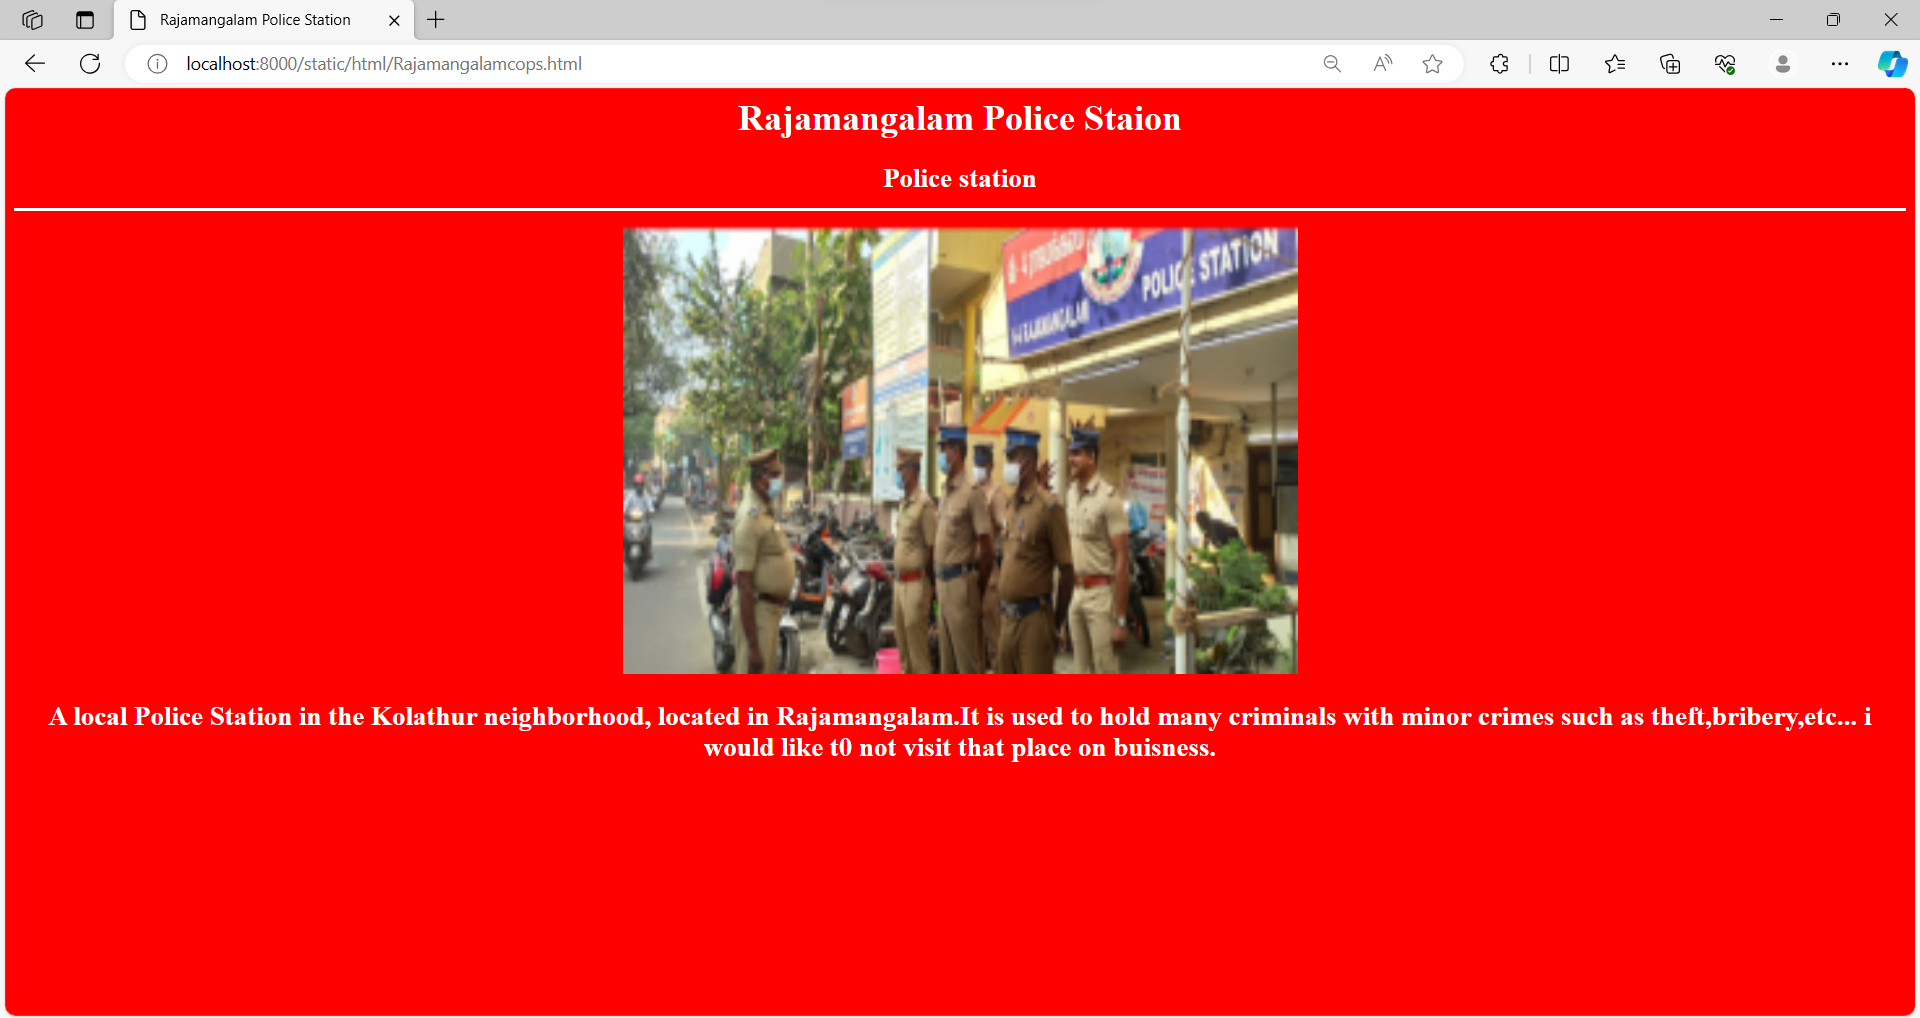 Rajamangalam Police Station
localhost:8000/static/html/Rajamangalamcops.html
Rajamangalam Police Staion
Police station
POLICE STATION
A local Police Station in the Kolathur neighborhood, located in Rajamangalam.It is used to hold many criminals with minor crimes such as theft,bribery,etc... i
would like t0 not visit that place on buisness.